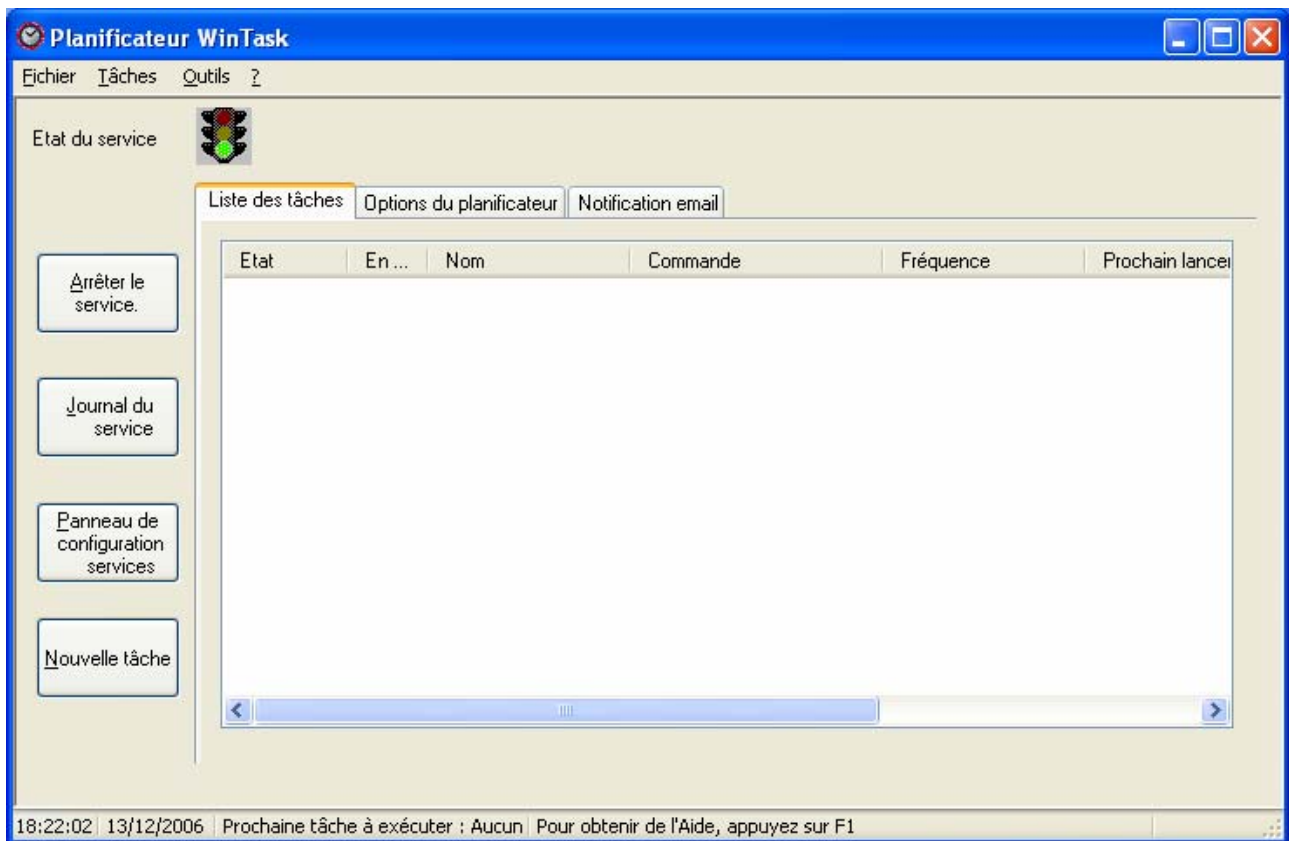 Planificateur WinTask
Fichier Tâches Outils ?
Etat du service
Liste des tâches Options du planificateur Notification email
Etat En ... Nom Commande Fréquence Prochain lancer
Arrêter le
service.
Journal du
service
Panneau de
configuration
services
Nouvelle tâche
18:22:02 13/12/2006 Prochaine tâche à exécuter : Aucun Pour obtenir de l'Aide, appuyez sur F1